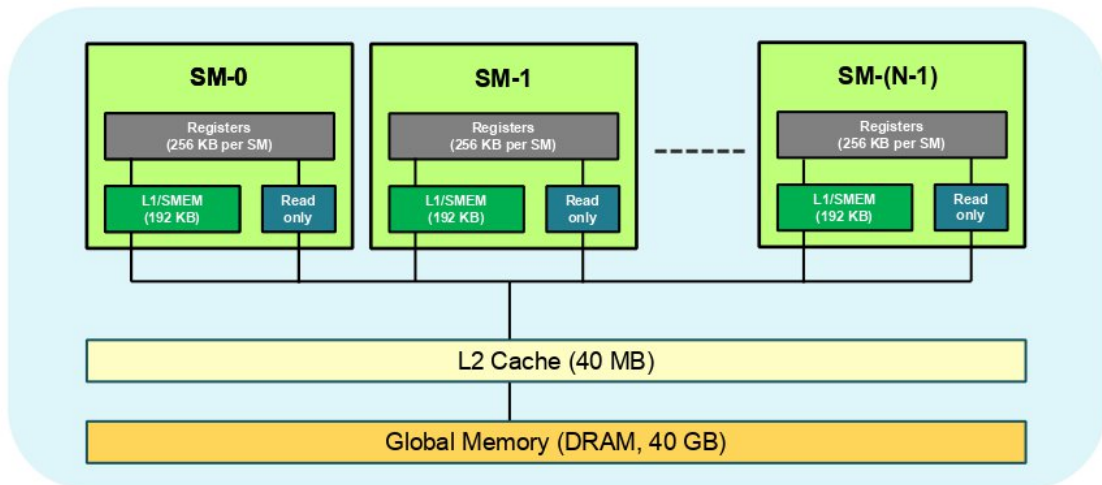 SM-0
Registers
(256 KB per SM)
L1/SMEM
(192 KB)
Read
only
SM-1
Registers
(256 KB per SM)
L1/SMEM
(192 KB)
Read
only
SM-(N-1)
Registers
(256 KB per SM)
L1/SMEM
(192 KB)
Read
only
L2 Cache (40 MB)
Global Memory (DRAM, 40 GB)